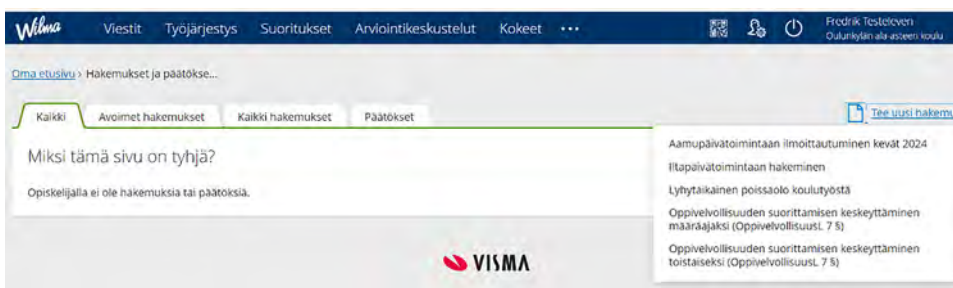 Wilma Viestit Työjärjestys Suoritukset Arviointikeskustelut Kokeet ••• Fredrik Testeleven
Oulunkylän ala-asteen koulu
Oma etusivu › Hakemukset ja päätökse...
Kaikki Avoimet hakemukset Kaikki hakemukset Päätökset Tee uusi hakemu
Miksi tämä sivu on tyhjä?
Opiskelijalla ei ole hakemuksia tai päätöksiä.
Aamupäivätoimintaan ilmoittautuminen kevät 2024
Iltapäivätoimintaan hakeminen
Lyhytaikainen poissaolo koulutyöstä
Oppivelvollisuuden suorittamisen keskeyttäminen
määräajaksi (OppivelvollisuusL 7 §)
Oppivelvollisuuden suorittamisen keskeyttäminen
toistaiseksi (OppivelvollisuusL 7 §)
VISMA